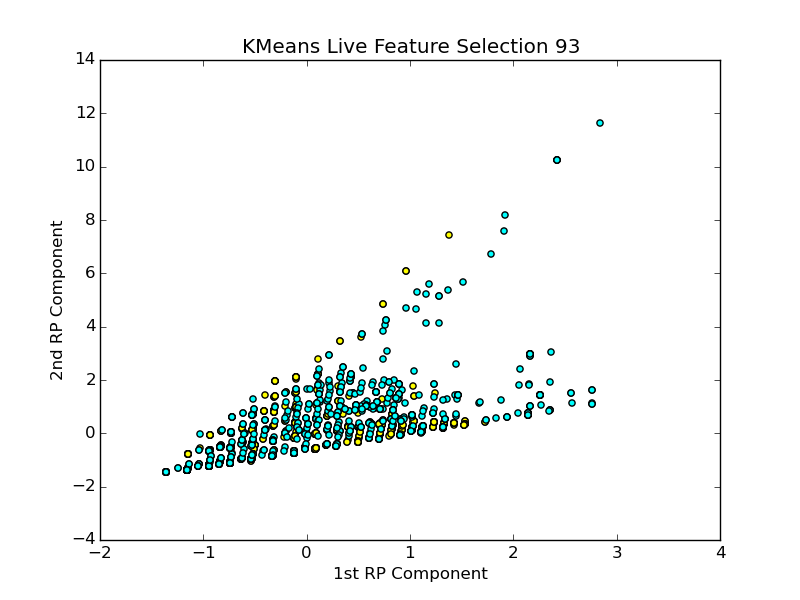 KMeans Live Feature Selection 93
14
12
10
8
6
4
2
0
−2
−4
2nd RP Component
−2 −1 0 1 2 3 4
1st RP Component